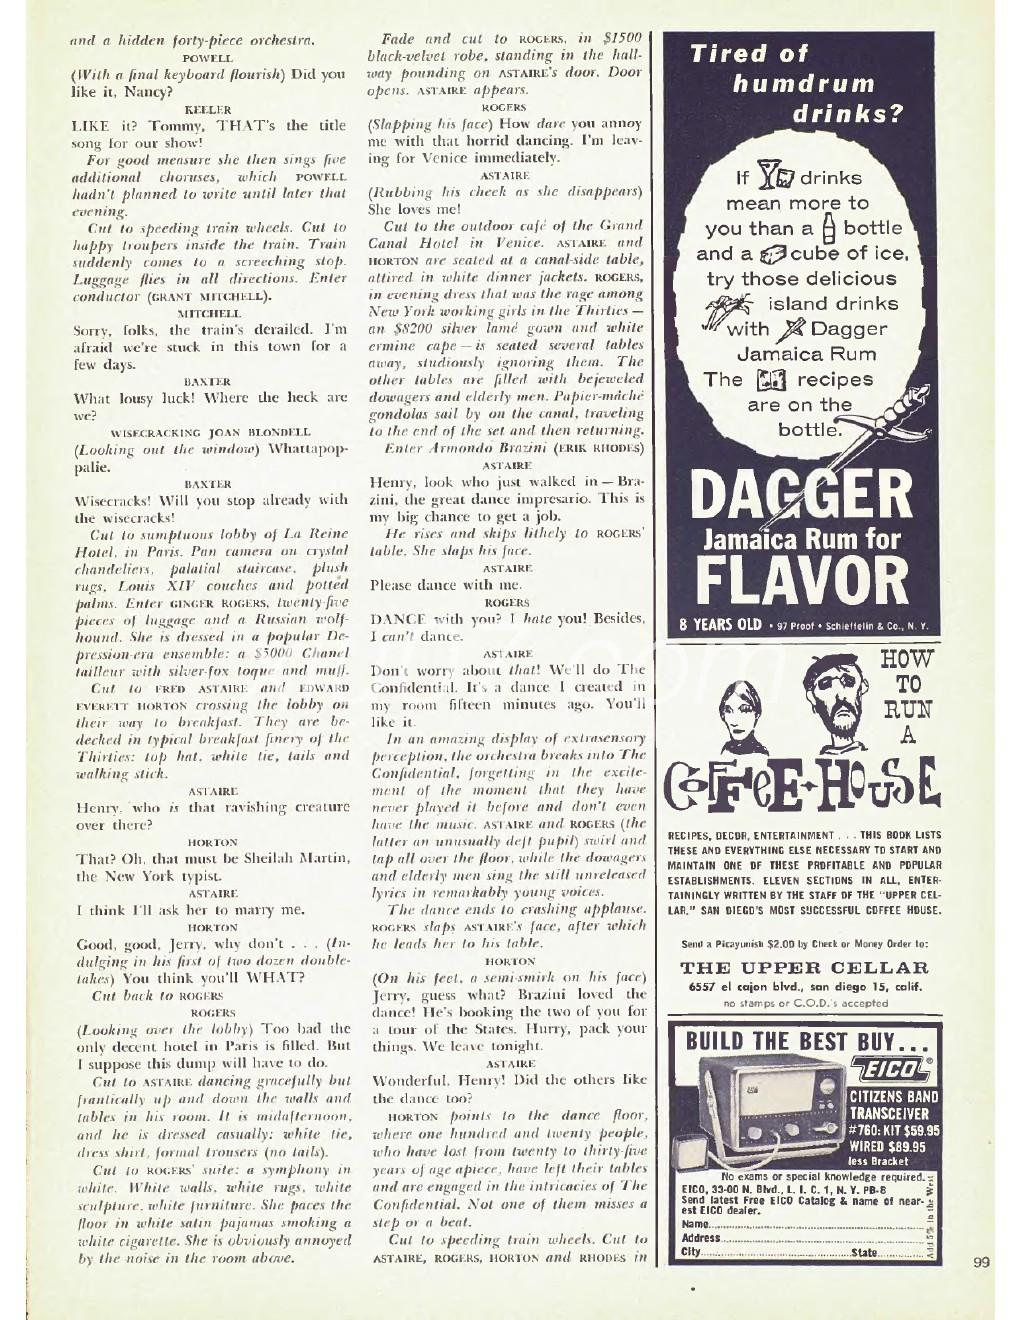 and a hidden forty-piece orchestra.
POWELL
(With a final keyboard flourish) Did you
like it, Nancy?
KEELER
LIKE it? Tommy, THAT's the title
song for our show!
For good measure she then sings five
additional choruses, which POWELL
hadn't planned to write until later that
evening.
Cut to speeding train wheels. Cut to
happy troupers inside the train. Train
suddenly comes to a screeching stop.
Luggage flies in all directions. Enter
conductor (GRANT MITCHELL).
MITCHELL
Sorry, folks, the train's derailed. I'm
afraid we're stuck in this town for a
few days.
BAXTER
What lousy luck! Where the heck are
we?
WISECRACKING JOAN BLONDELL
(Looking out the window) Whattapop-
palie.
BAXTER
Wisecracks! Will you stop already with
the wisecracks!
Cut to sumptuous lobby of La Reine
Hotel, in Paris. Pan camera on crystal
chandeliers, palatial staircase, plush
rugs, Louis XIV couches and potted
palms. Enter GINGER ROGERS, twenty-five
pieces of luggage and a Russian wolf-
hound. She is dressed in a popular De-
pression-era ensemble: a $5000 Chanel
tailleur with silver-fox toque and muff.
Cut to FRED ASTAIRE and EDWARD
EVERETT HORTON crossing the lobby on
their way to breakfast. They are be-
decked in typical breakfast finery of the
Thirties: top hat, white tie, tails and
walking stick.
ASTAIRE
Henry, who is that ravishing creature
over there?
HORTON
That? Oh, that must be Sheilah Martin,
the New York typist.
ASTAIRE
I think I'll ask her to marry me.
HORTON
Good, good, Jerry, why don't . . . (In-
dulging in his first of two dozen double-
takes) You think you'll WHAT?
Cut back to ROGERS
ROGERS
(Looking over the lobby) Too bad the
only decent hotel in Paris is filled. But
I suppose this dump will have to do.
Cut to ASTAIRE dancing gracefully but
frantically up and down the walls and
tables in his room. It is midafternoon,
and he is dressed casually: white tie,
dress shirt, formal trousers (no tails).
Cut to ROGERS' suite: a symphony in
white. White walls, white rugs, white
sculpture, white furniture. She paces the
floor in white satin pajamas smoking a
white cigarette. She is obviously annoyed
by the noise in the room above.
Fade and cut to ROGERS, in $1500
black-velvet robe, standing in the hall-
way pounding on ASTAIRE's door. Door
opens. ASTAIRE appears.
ROGERS
(Slapping his face) How dare you annoy
me with that horrid dancing. I'm leav-
ing for Venice immediately.
ASTAIRE
(Rubbing his cheek as she disappears)
She loves me!
Cut to the outdoor café of the Grand
Canal Hotel in Venice. ASTAIRE and
HORTON are seated at a canal-side table,
attired in white dinner jackets. ROGERS,
in evening dress that was the rage among
New York working girls in the Thirties —
an $8200 silver lamé gown and white
ermine cape — is seated several tables
away, studiously ignoring them. The
other tables are filled with bejeweled
dowagers and elderly men. Papier-mâché
gondolas sail by on the canal, traveling
to the end of the set and then returning.
Enter Armondo Brazini (ERIK RHODES)
ASTAIRE
Henry, look who just walked in — Bra-
zini, the great dance impresario. This is
my big chance to get a job.
He rises and skips lithely to ROGERS'
table. She slaps his face.
ASTAIRE
Please dance with me.
ROGERS
DANCE with you? I hate you! Besides,
I can't dance.
ASTAIRE
Don't worry about that! We'll do The
Confidential. It's a dance I created in
my room fifteen minutes ago. You'll
like it.
In an amazing display of extrasensory
perception, the orchestra breaks into The
Confidential, forgetting in the excite-
ment of the moment that they have
never played it before and don't even
have the music. ASTAIRE and ROGERS (the
latter an unusually deft pupil) swirl and
tap all over the floor, while the dowagers
and elderly men sing the still unreleased
lyrics in remarkably young voices.
The dance ends to crashing applause.
ROGERS slaps ASTAIRE's face, after which
he leads her to his table.
HORTON
(On his feet, a semi-smirk on his face)
Jerry, guess what? Brazini loved the
dance! He's booking the two of you for
a tour of the States. Hurry, pack your
things. We leave tonight.
ASTAIRE
Wonderful, Henry! Did the others like
the dance too?
HORTON points to the dance floor,
where one hundred and twenty people,
who have lost from twenty to thirty-five
years of age apiece, have left their tables
and are engaged in the intricacies of The
Confidential. Not one of them misses a
step or a beat.
Cut to speeding train wheels. Cut to
ASTAIRE, ROGERS, HORTON and RHODES in
Tired of
humdrum
drinks?
If drinks
mean more to
you than a bottle
and a cube of ice,
try those delicious
island drinks
with Dagger
Jamaica Rum
The recipes
are on the
bottle.
DAGGER
Jamaica Rum for
FLAVOR
8 YEARS OLD • 97 Proof • Schieffelin & Co., N. Y.
HOW
TO
RUN
A
COFFEE-HOUSE
RECIPES, DECOR, ENTERTAINMENT . . . THIS BOOK LISTS
THESE AND EVERYTHING ELSE NECESSARY TO START AND
MAINTAIN ONE OF THESE PROFITABLE AND POPULAR
ESTABLISHMENTS. ELEVEN SECTIONS IN ALL, ENTER-
TAININGLY WRITTEN BY THE STAFF OF THE "UPPER CEL-
LAR," SAN DIEGO'S MOST SUCCESSFUL COFFEE HOUSE.
Send a Picayunish $2.00 by Check or Money Order to:
THE UPPER CELLAR
6557 el cajon blvd., san diego 15, calif.
no stamps or C.O.D.'s accepted
BUILD THE BEST BUY...
EICO®
CITIZENS BAND
TRANSCEIVER
#760: KIT $59.95
WIRED $89.95
less Bracket
No exams or special knowledge required.
EICO, 33-00 N. Blvd., L. I. C. 1, N. Y. PB-8
Send latest Free EICO Catalog & name of near-
est EICO dealer.
Name
Address
City State
Add 5% in the West
99